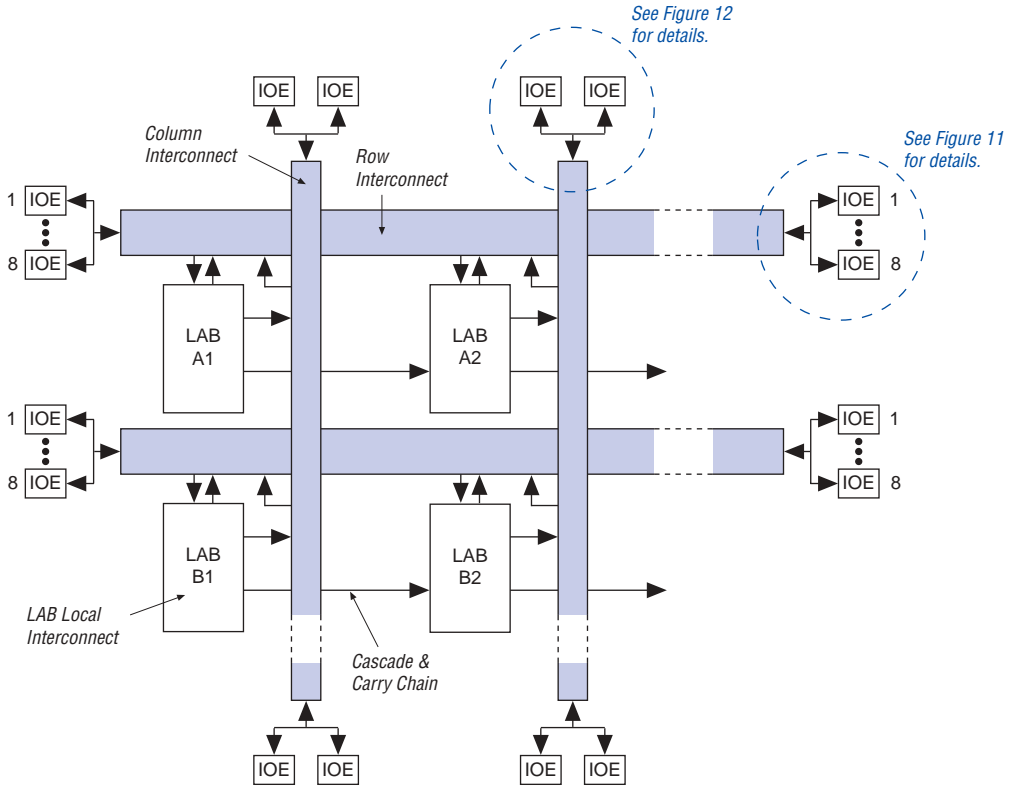 See Figure 12
for details.
IOE IOE IOE IOE
Column
Interconnect
Row
Interconnect
See Figure 11
for details.
1 IOE
8 IOE
IOE 1
IOE 8
LAB
A1
LAB
A2
1 IOE
8 IOE
IOE 1
IOE 8
LAB
B1
LAB
B2
LAB Local
Interconnect
Cascade &
Carry Chain
IOE IOE IOE IOE